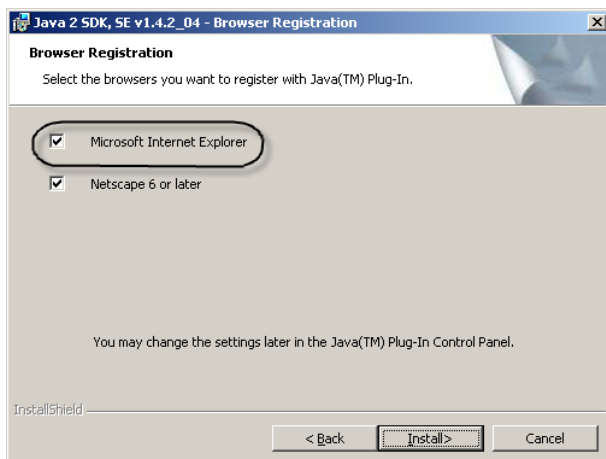 Java 2 SDK, SE v1.4.2_04 - Browser Registration
Browser Registration
Select the browsers you want to register with Java(TM) Plug-In.
Microsoft Internet Explorer
Netscape 6 or later
You may change the settings later in the Java(TM) Plug-In Control Panel.
InstallShield
< Back Install> Cancel